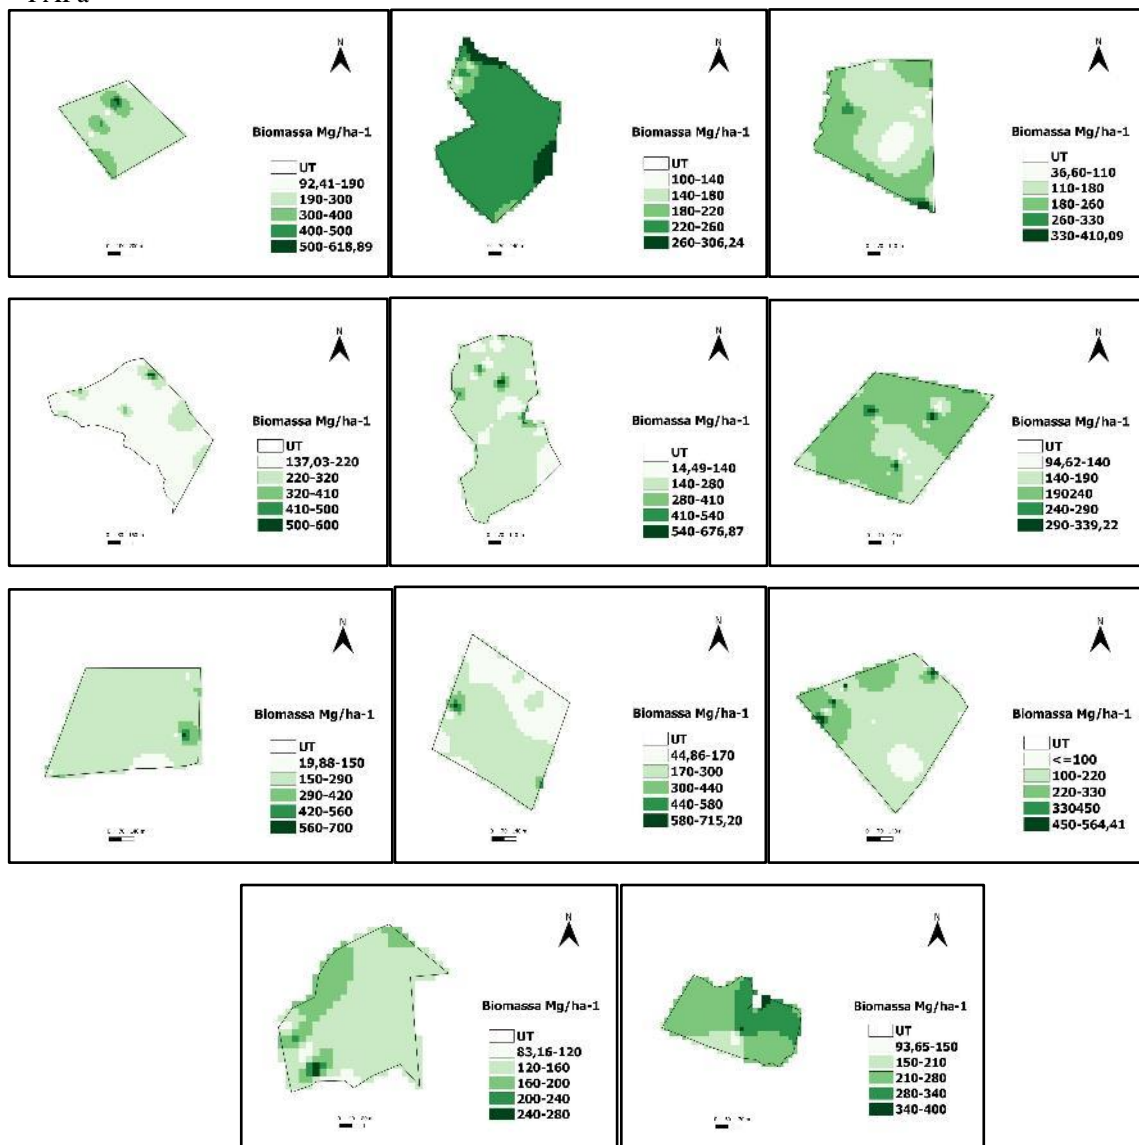 N
Biomassa Mg/ha-1
UT
92,41-190
190-300
300-400
400-500
500-618,89
N
Biomassa Mg/ha-1
UT
100-140
140-180
180-220
220-260
260-306,24
N
Biomassa Mg/ha-1
UT
36,60-110
110-180
180-260
260-330
330-410,09
N
Biomassa Mg/ha-1
UT
137,03-220
220-320
320-410
410-500
500-600
N
Biomassa Mg/ha-1
UT
14,49-140
140-280
280-410
410-540
540-676,87
N
Biomassa Mg/ha-1
UT
94,62-140
140-190
190240
240-290
290-339,22
N
Biomassa Mg/ha-1
UT
19,88-150
150-290
290-420
420-560
560-700
N
Biomassa Mg/ha-1
UT
44,86-170
170-300
300-440
440-580
580-715,20
N
Biomassa Mg/ha-1
UT
<=100
100-220
220-330
330450
450-564,41
N
Biomassa Mg/ha-1
UT
83,16-120
120-160
160-200
200-240
240-280
N
Biomassa Mg/ha-1
UT
93,65-150
150-210
210-280
280-340
340-400